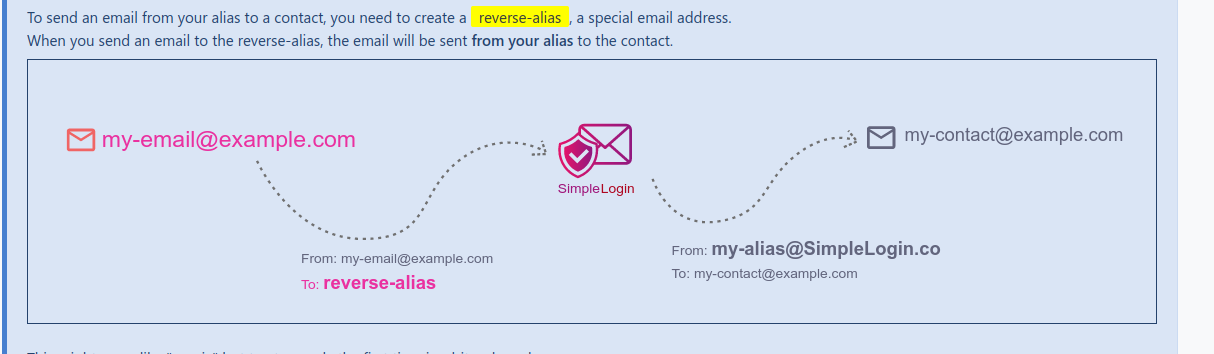 To send an email from your alias to a contact, you need to create a reverse-alias, a special email address.
When you send an email to the reverse-alias, the email will be sent from your alias to the contact.
my-email@example.com
my-contact@example.com
SimpleLogin
From: my-email@example.com
To: reverse-alias
From: my-alias@SimpleLogin.co
To: my-contact@example.com